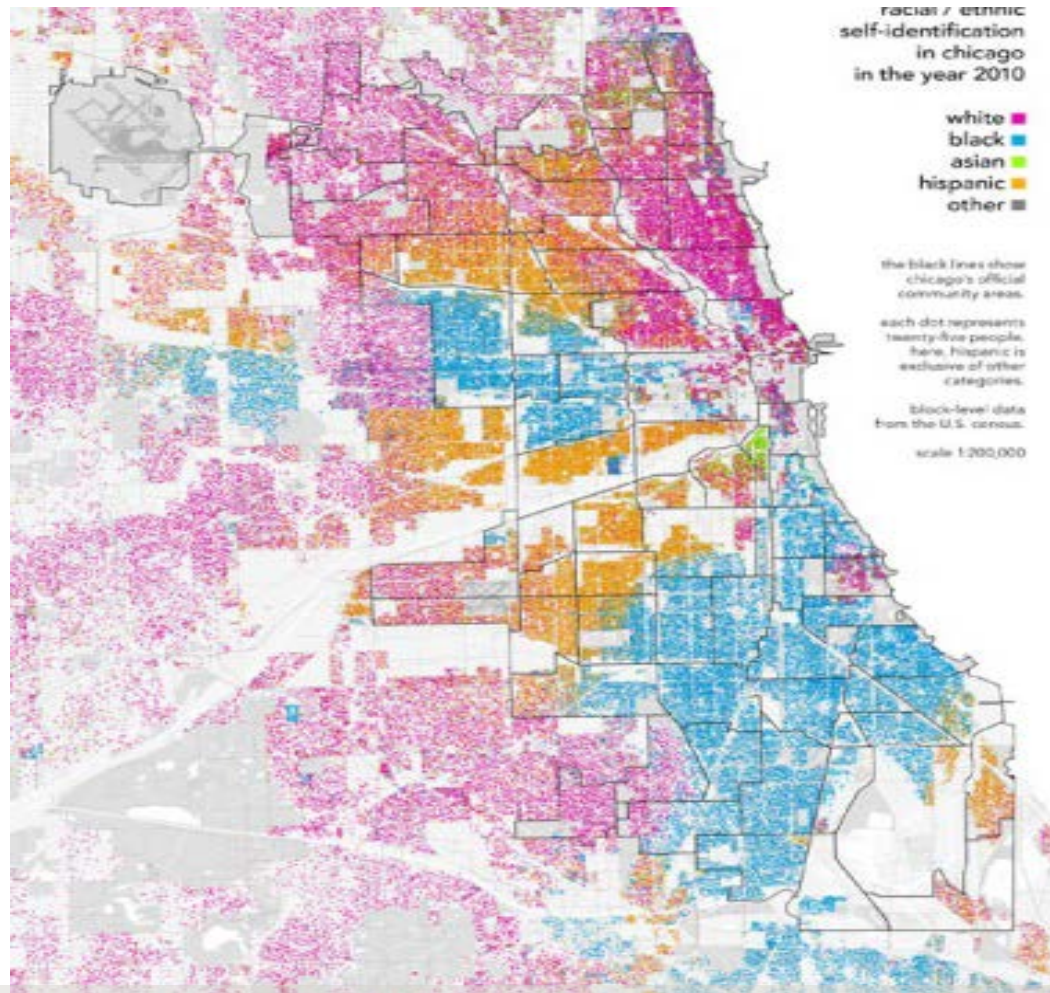 racial / ethnic
self-identification
in chicago
in the year 2010
white
black
asian
hispanic
other
the black lines show
chicago's official
community areas.
each dot represents
twenty-five people.
here, hispanic is
exclusive of other
categories.
block-level data
from the U.S. census.
scale 1:200,000